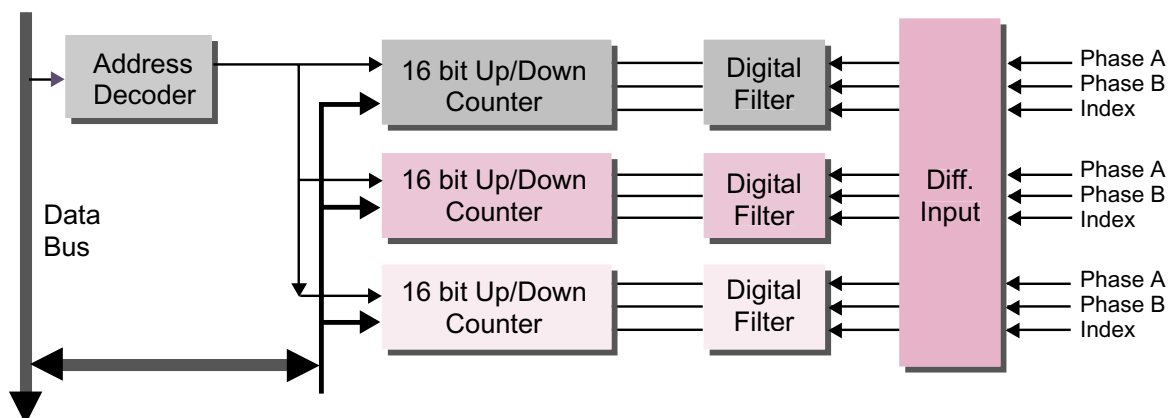 Address
Decoder
Data
Bus
16 bit Up/Down
Counter
Digital
Filter
16 bit Up/Down
Counter
Digital
Filter
16 bit Up/Down
Counter
Digital
Filter
Diff.
Input
Phase A
Phase B
Index
Phase A
Phase B
Index
Phase A
Phase B
Index